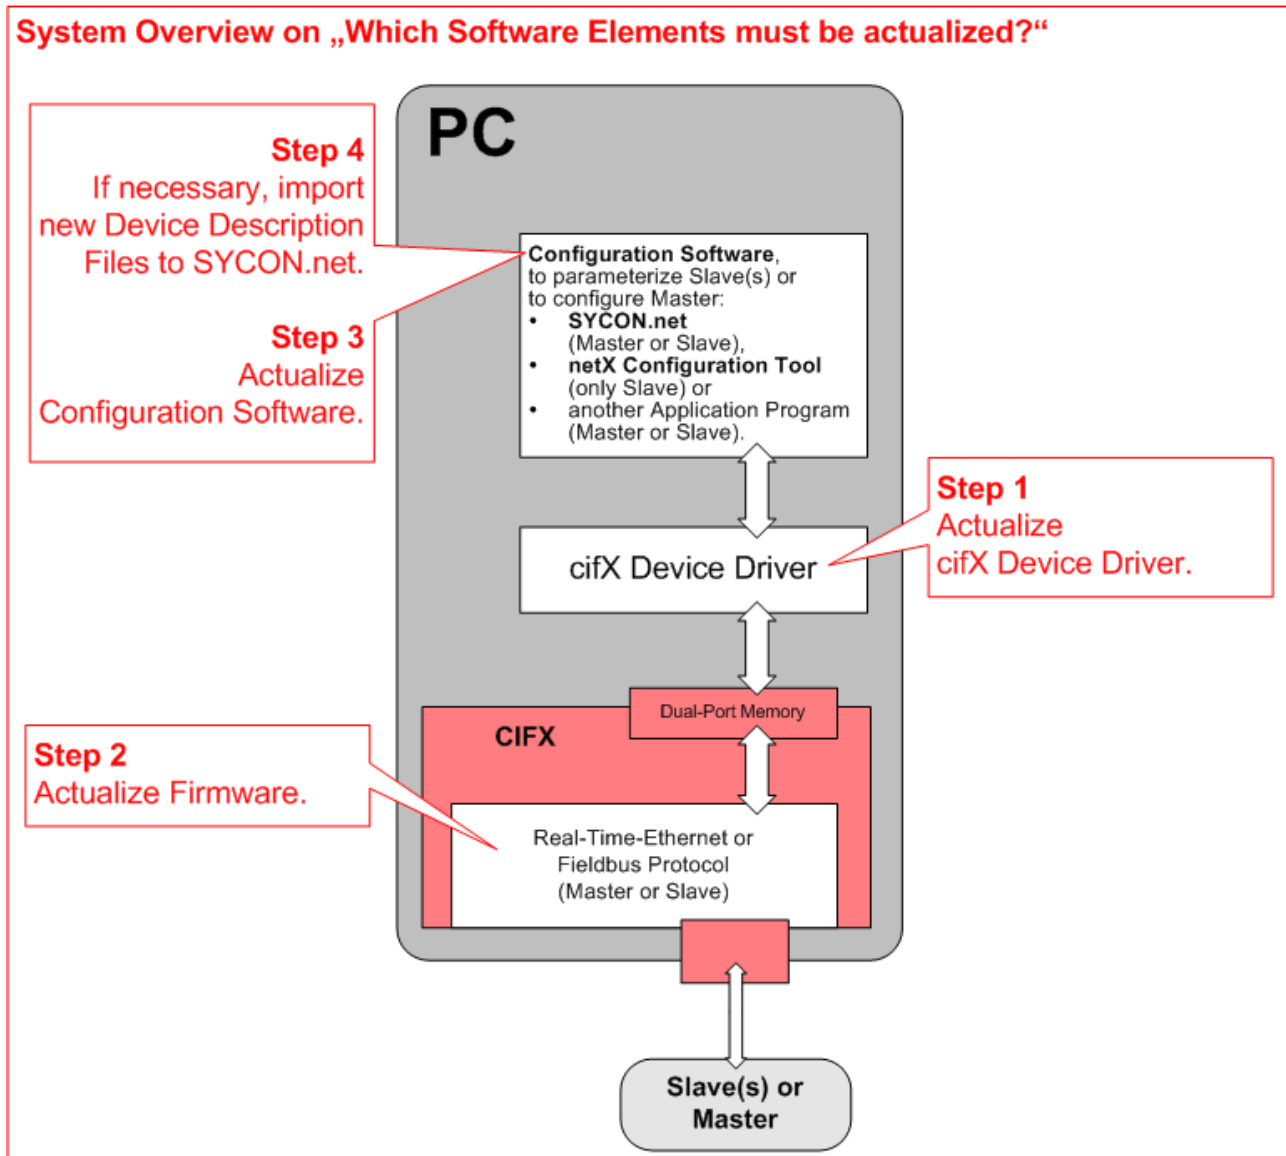 System Overview on „Which Software Elements must be actualized?“
PC
Step 4
If necessary, import
new Device Description
Files to SYCON.net.
Step 3
Actualize
Configuration Software.
Configuration Software,
to parameterize Slave(s) or
to configure Master:
• SYCON.net
(Master or Slave),
• netX Configuration Tool
(only Slave) or
• another Application Program
(Master or Slave).
Step 1
Actualize
cifX Device Driver.
cifX Device Driver
Dual-Port Memory
CIFX
Step 2
Actualize Firmware.
Real-Time-Ethernet or
Fieldbus Protocol
(Master or Slave)
Slave(s) or
Master